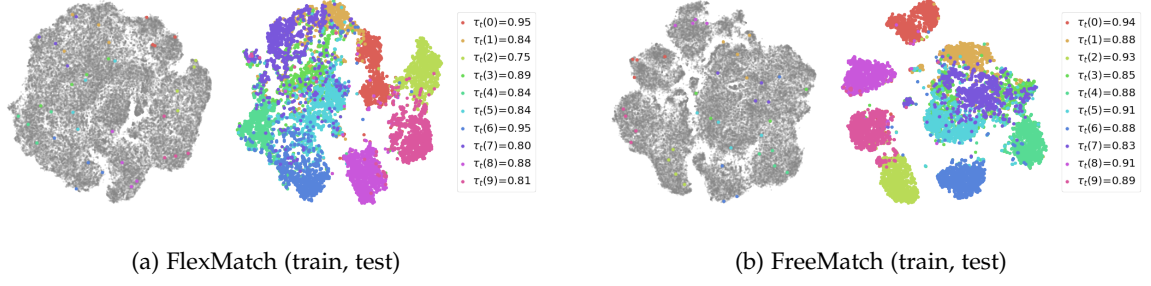 τt(0)=0.95
τt(1)=0.84
τt(2)=0.75
τt(3)=0.89
τt(4)=0.84
τt(5)=0.84
τt(6)=0.95
τt(7)=0.80
τt(8)=0.88
τt(9)=0.81
τt(0)=0.94
τt(1)=0.88
τt(2)=0.93
τt(3)=0.85
τt(4)=0.88
τt(5)=0.91
τt(6)=0.88
τt(7)=0.83
τt(8)=0.91
τt(9)=0.89
(a) FlexMatch (train, test)
(b) FreeMatch (train, test)